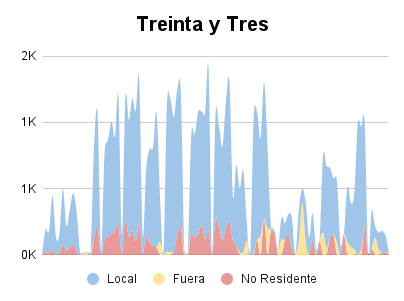 Treinta y Tres
2K
1K
1K
0K
Local Fuera No Residente